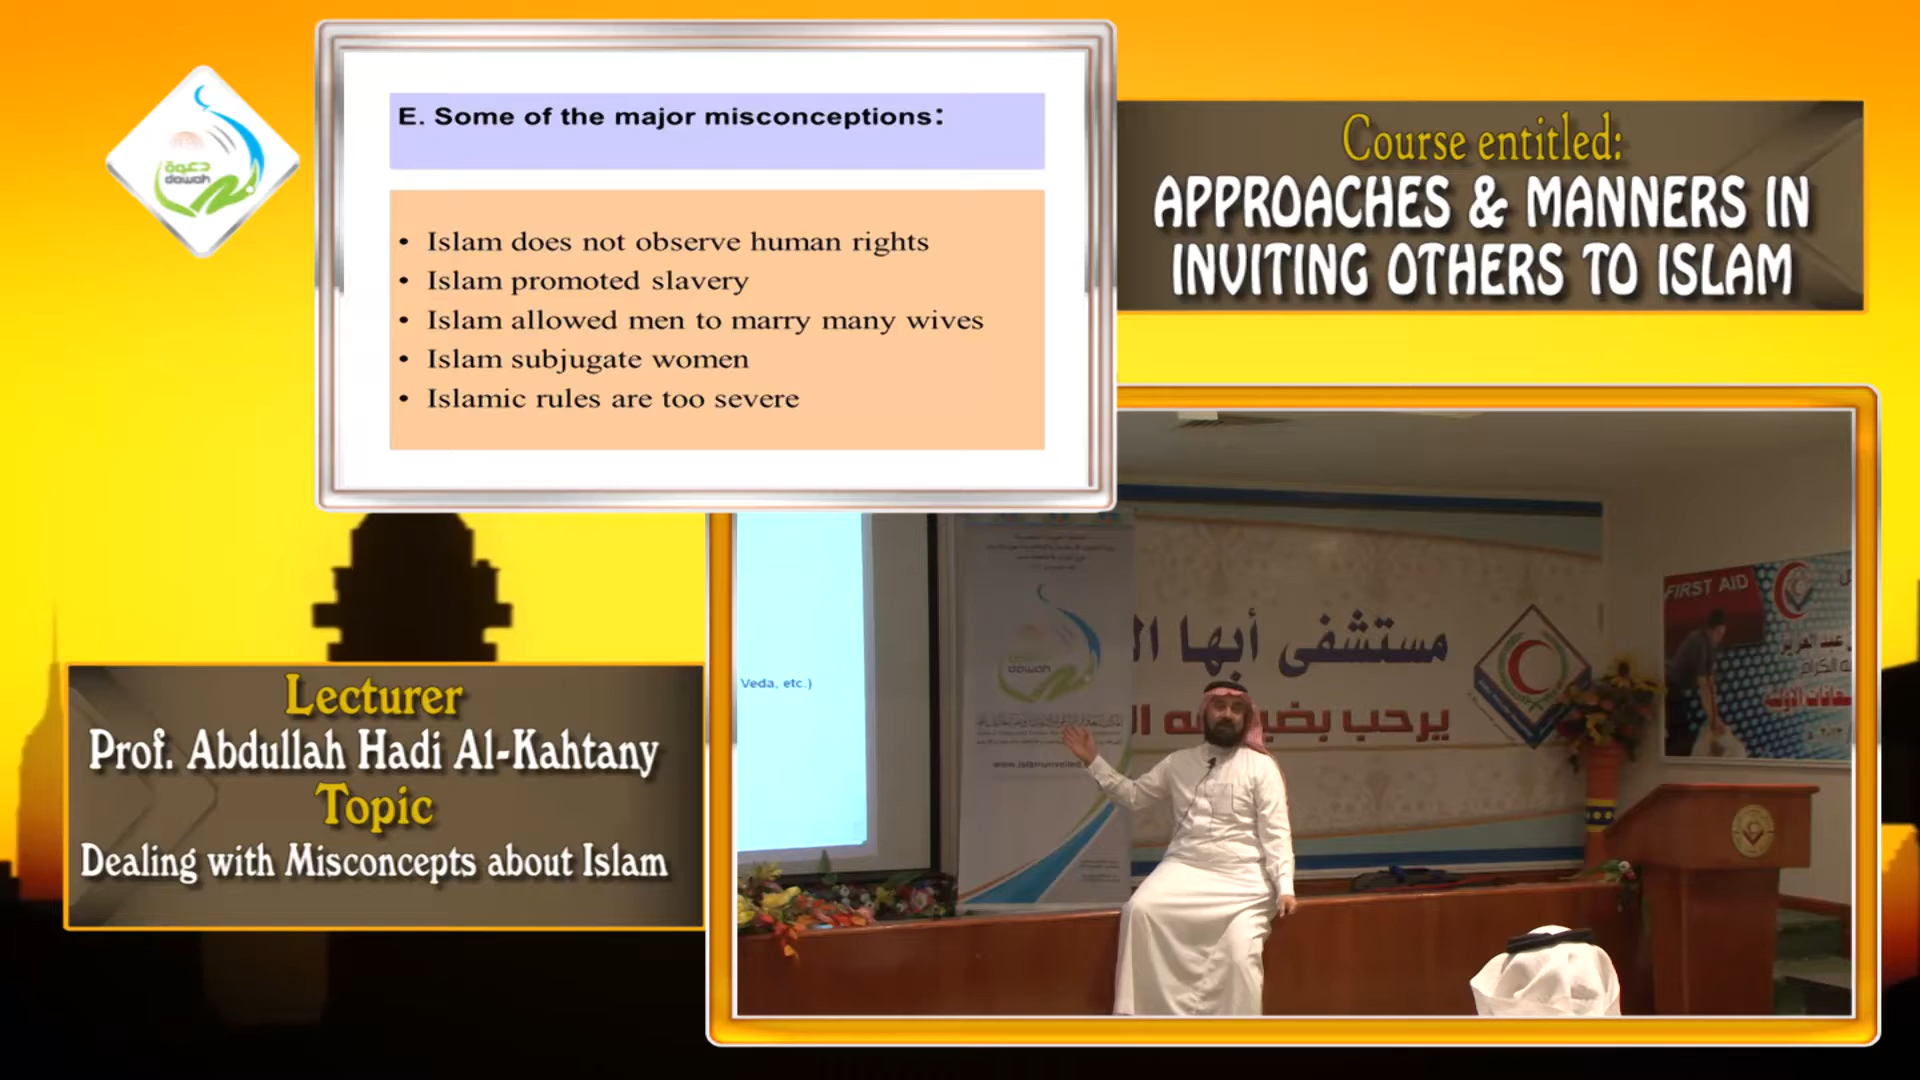 E. Some of the major misconceptions:
• Islam does not observe human rights
• Islam promoted slavery
• Islam allowed men to marry many wives
• Islam subjugate women
• Islamic rules are too severe
Course entitled:
APPROACHES & MANNERS IN
INVITING OTHERS TO ISLAM
دعوة
dawah
Lecturer
Prof. Abdullah Hadi Al-Kahtany
Topic
Dealing with Misconcepts about Islam
Veda, etc.)
dawah
مستشفى أبها ال
يرحب
FIRST AID